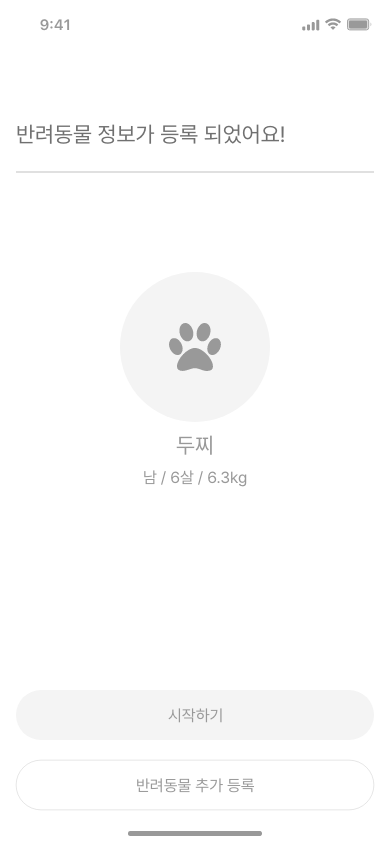 9:41
반려동물 정보가 등록 되었어요!
두찌
남 / 6살 / 6.3kg
시작하기
반려동물 추가 등록